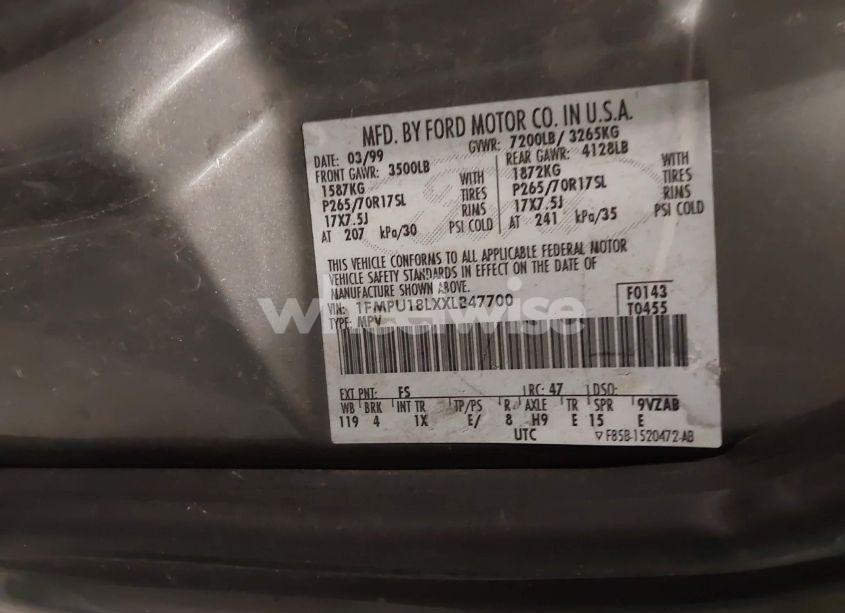 MFD. BY FORD MOTOR CO. IN U.S.A.
DATE: 03/99 GVWR: 7200LB/ 3265KG
FRONT GAWR: 3500LB REAR GAWR: 4128LB
1587KG WITH 1872KG WITH
P265/70R17SL TIRES P265/70R17SL TIRES
17X7.5J RIMS 17X7.5J RIMS
AT 207 kPa/30 PSI COLD AT 241 kPa/35 PSI COLD
THIS VEHICLE CONFORMS TO ALL APPLICABLE FEDERAL MOTOR
VEHICLE SAFETY STANDARDS IN EFFECT ON THE DATE OF
MANUFACTURE SHOWN ABOVE.
VIN: 1FMPU18LXXLB47700 F0143
TYPE: MPV T0455
wheelwise
EXT PNT: FS RC: 47 DSO:
WB BRK INT TR TP/PS R AXLE TR SPR 9VZAB
119 4 1X E/ 8 H9 E 15 E
UTC ▽ F85B-1520472-AB